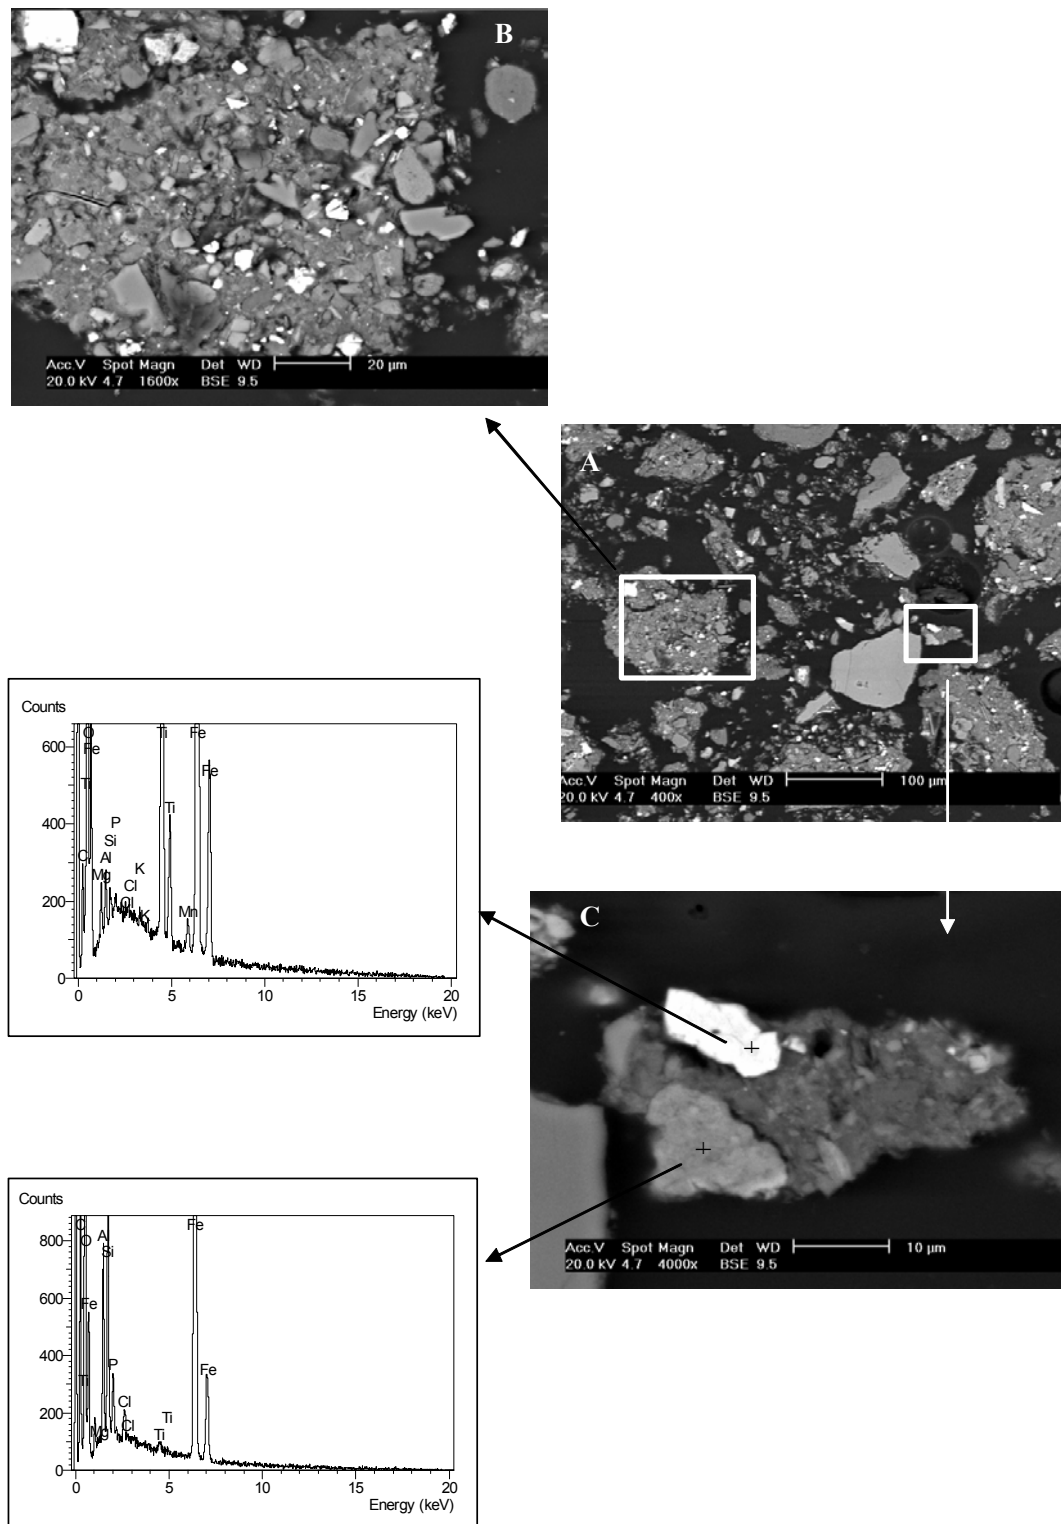 B
Acc.V Spot Magn Det WD 20 µm
20.0 kV 4.7 1600x BSE 9.5
A
Acc.V Spot Magn Det WD 100 µm
20.0 kV 4.7 400x BSE 9.5
Counts
O
Ti
Fe
Fe
Fe
600
Ti
400
Ti
P
Si
C
Al
K
Mg
Cl
200
Cl
K
Mn
0
0 5 10 15 20
Energy (keV)
C
Acc.V Spot Magn Det WD 10 µm
20.0 kV 4.7 4000x BSE 9.5
Counts
C
Fe
A
O
800
Si
600
Fe
400
P
Fe
Ti
200
Cl
Ti
Cl
Ti
0
0 5 10 15 20
Energy (keV)